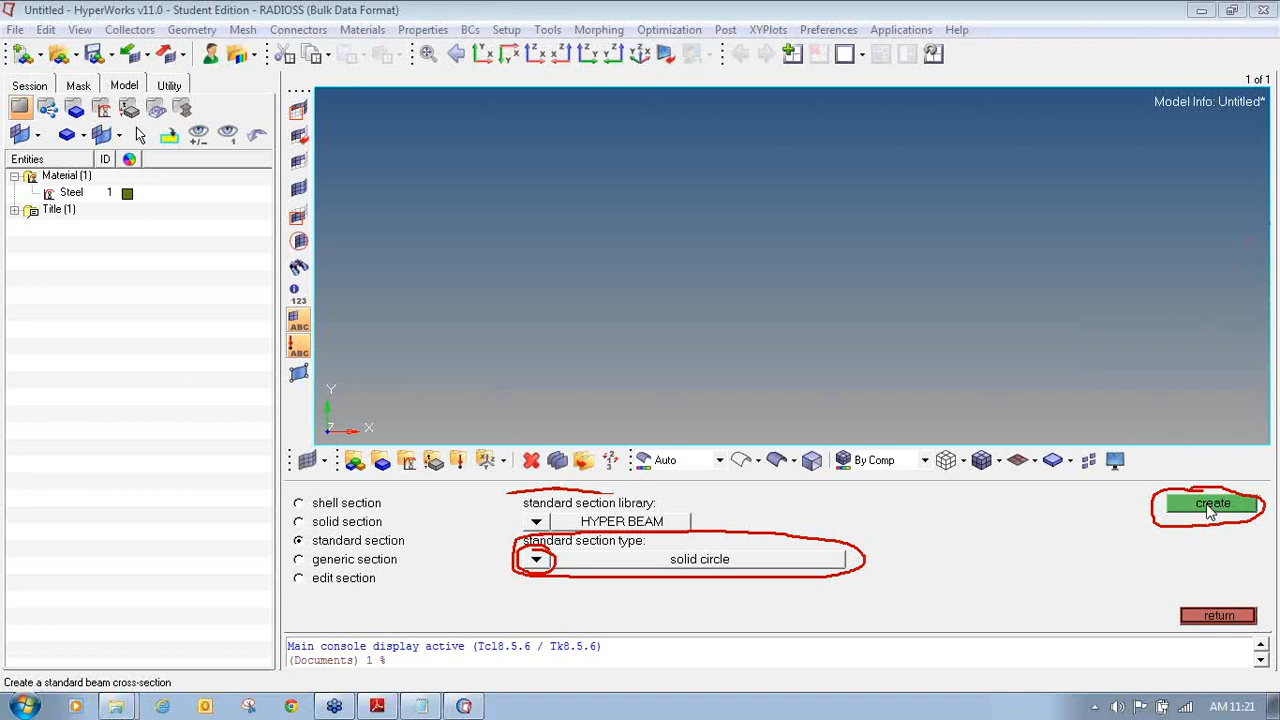 Untitled - HyperWorks v11.0 - Student Edition - RADIOSS (Bulk Data Format)
File Edit View Collectors Geometry Mesh Connectors Materials Properties BCs Setup Tools Morphing Optimization Post XYPlots Preferences Applications Help
Session Mask Model Utility
1 of 1
Model Info: Untitled*
Entities ID
Material (1)
Steel 1
Title (1)
123
ABC
ABC
Y
Z X
Auto By Comp
shell section
solid section
standard section
generic section
edit section
standard section library:
HYPER BEAM
standard section type:
solid circle
create
return
Main console display active (Tcl8.5.6 / Tk8.5.6)
(Documents) 1 %
Create a standard beam cross-section
AM 11:21